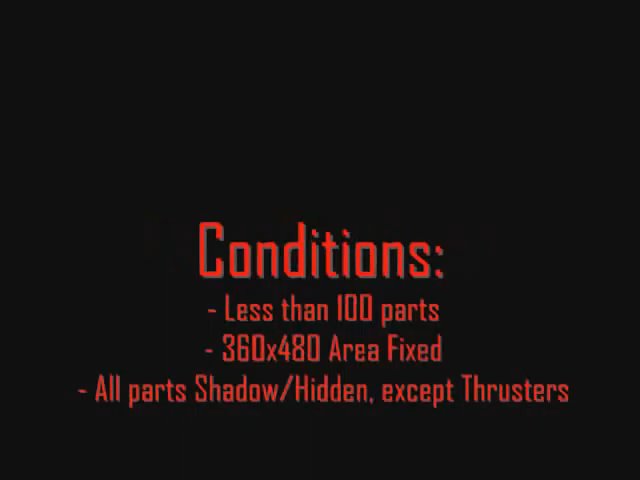 Conditions:
- Less than 100 parts
- 360x480 Area Fixed
- All parts Shadow/Hidden, except Thrusters